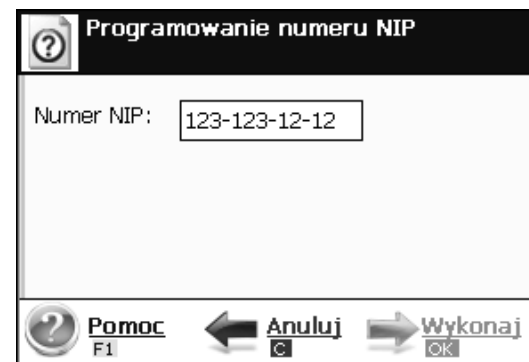 Programowanie numeru NIP
Numer NIP: 123-123-12-12
Pomoc Anuluj Wykonaj
F1 C OK